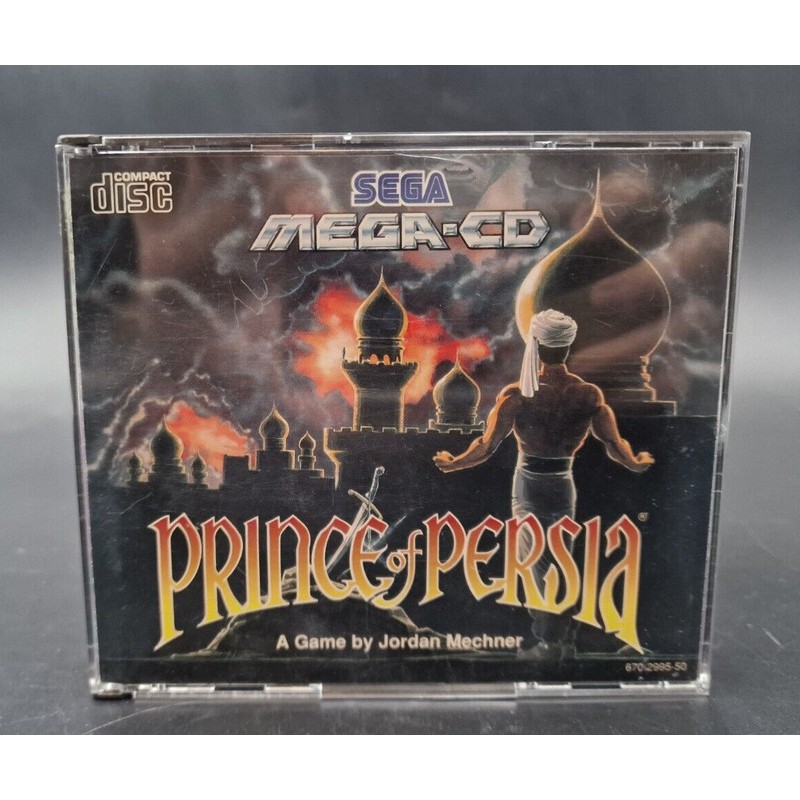 COMPACT
disc
SEGA
MEGA-CD
PRINCE of PERSIA
A Game by Jordan Mechner
670-2995-50